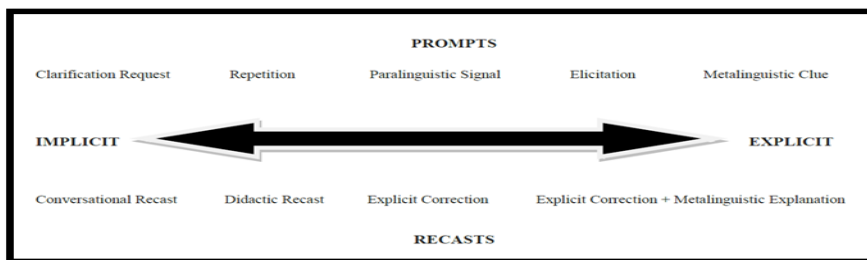 PROMPTS
Clarification Request Repetition Paralinguistic Signal Elicitation Metalinguistic Clue
IMPLICIT EXPLICIT
Conversational Recast Didactic Recast Explicit Correction Explicit Correction + Metalinguistic Explanation
RECASTS